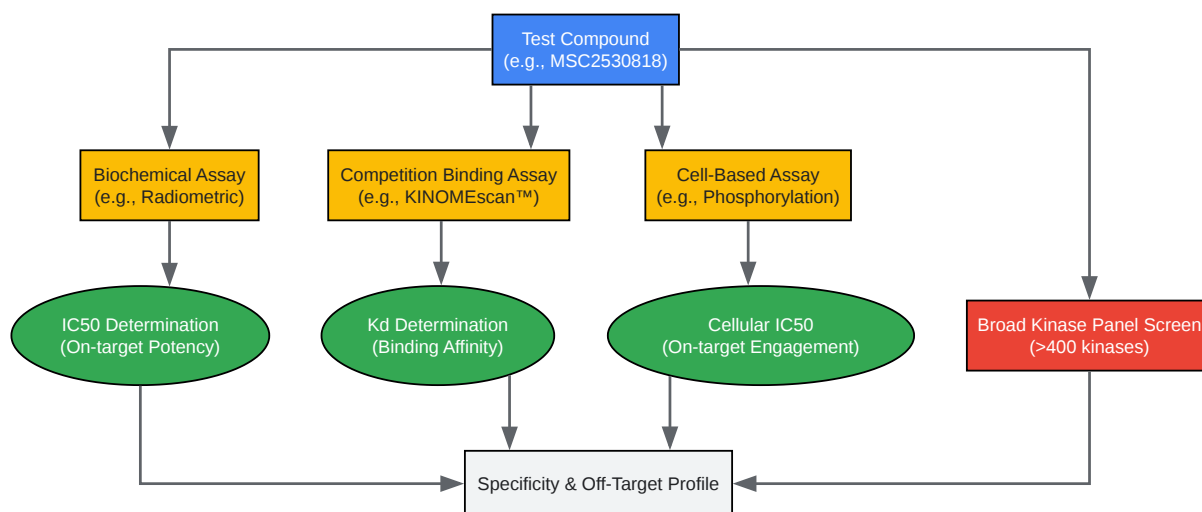 Test Compound
(e.g., MSC2530818)
Biochemical Assay
(e.g., Radiometric)
Competition Binding Assay
(e.g., KINOMEscan™)
Cell-Based Assay
(e.g., Phosphorylation)
IC50 Determination
(On-target Potency)
Kd Determination
(Binding Affinity)
Cellular IC50
(On-target Engagement)
Broad Kinase Panel Screen
(>400 kinases)
Specificity & Off-Target Profile